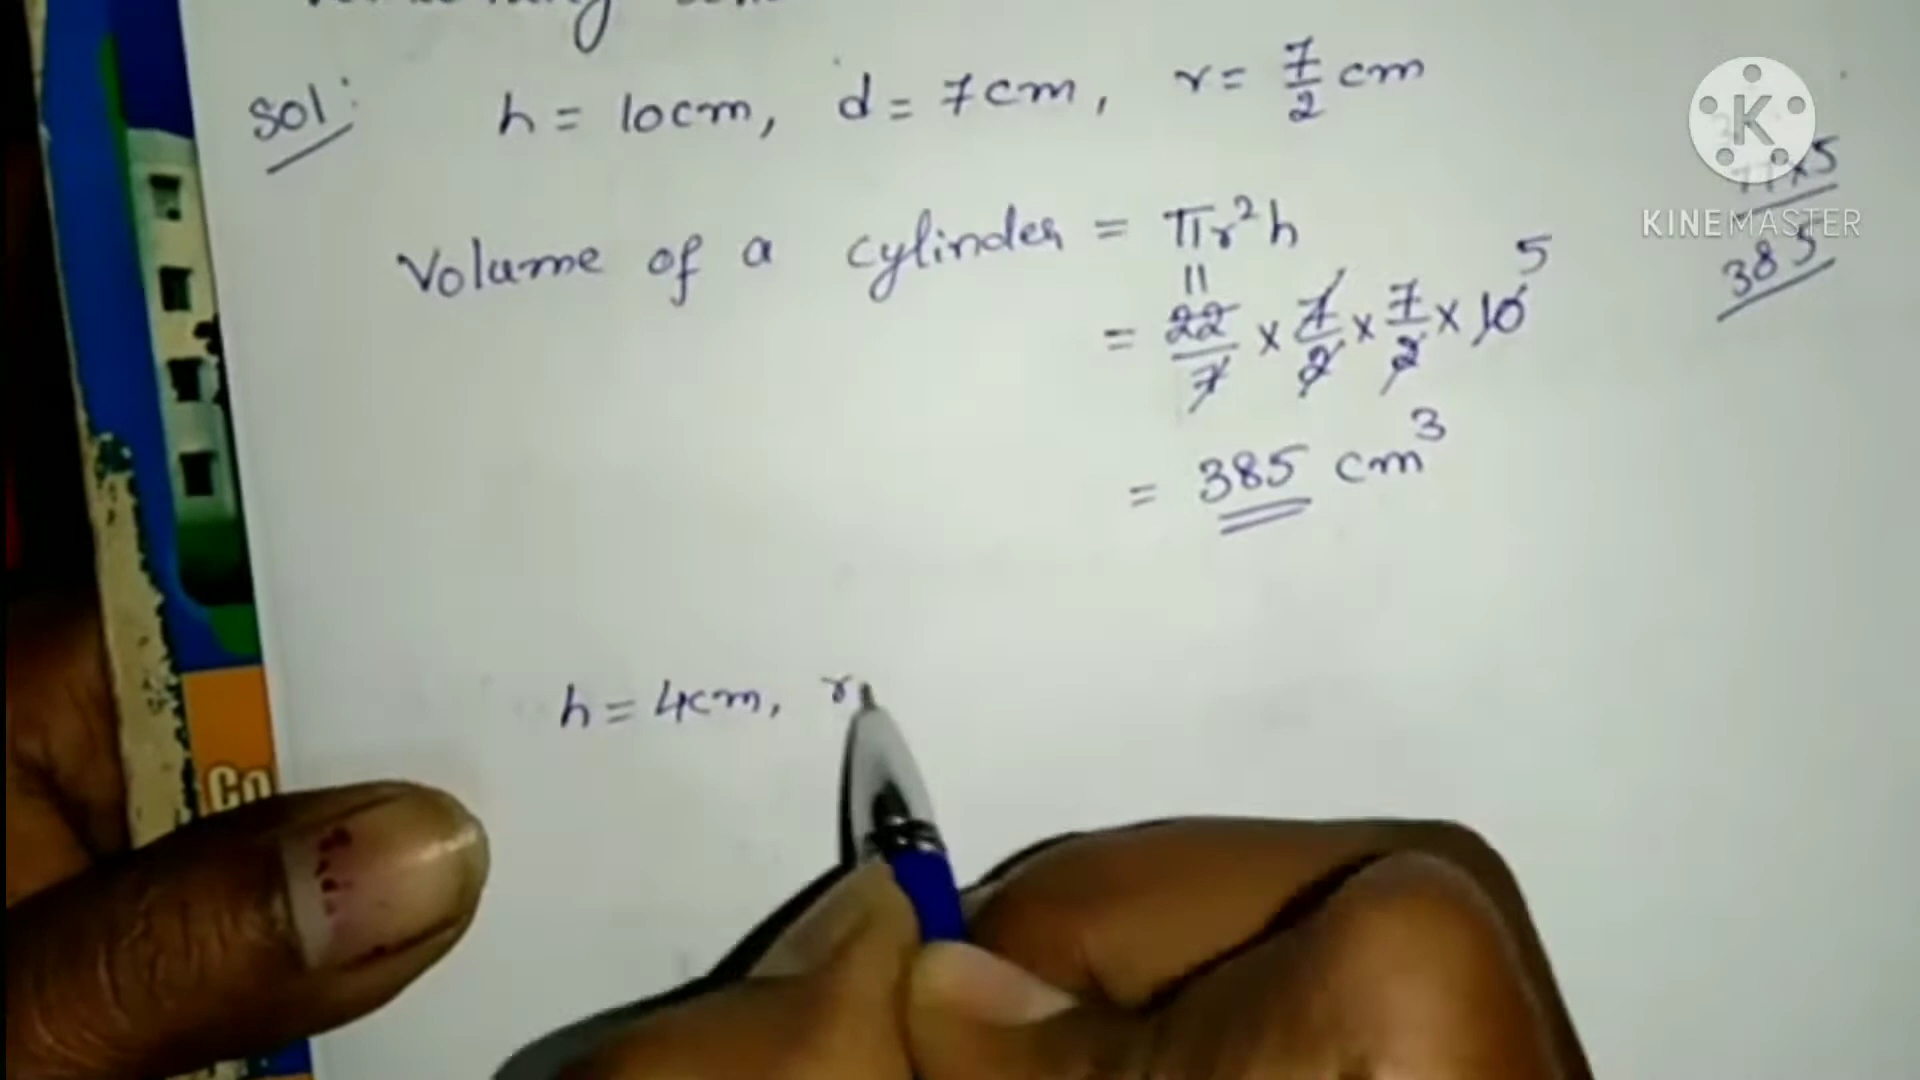 Sol: h = 10cm, d = 7cm, r = 7/2 cm
Volume of a cylinder = πr²h
11 5
= 22/7 × 7/2 × 7/2 × 10
= 385 cm³
h = 4cm, r
×5
385
K
KINEMASTER
Co